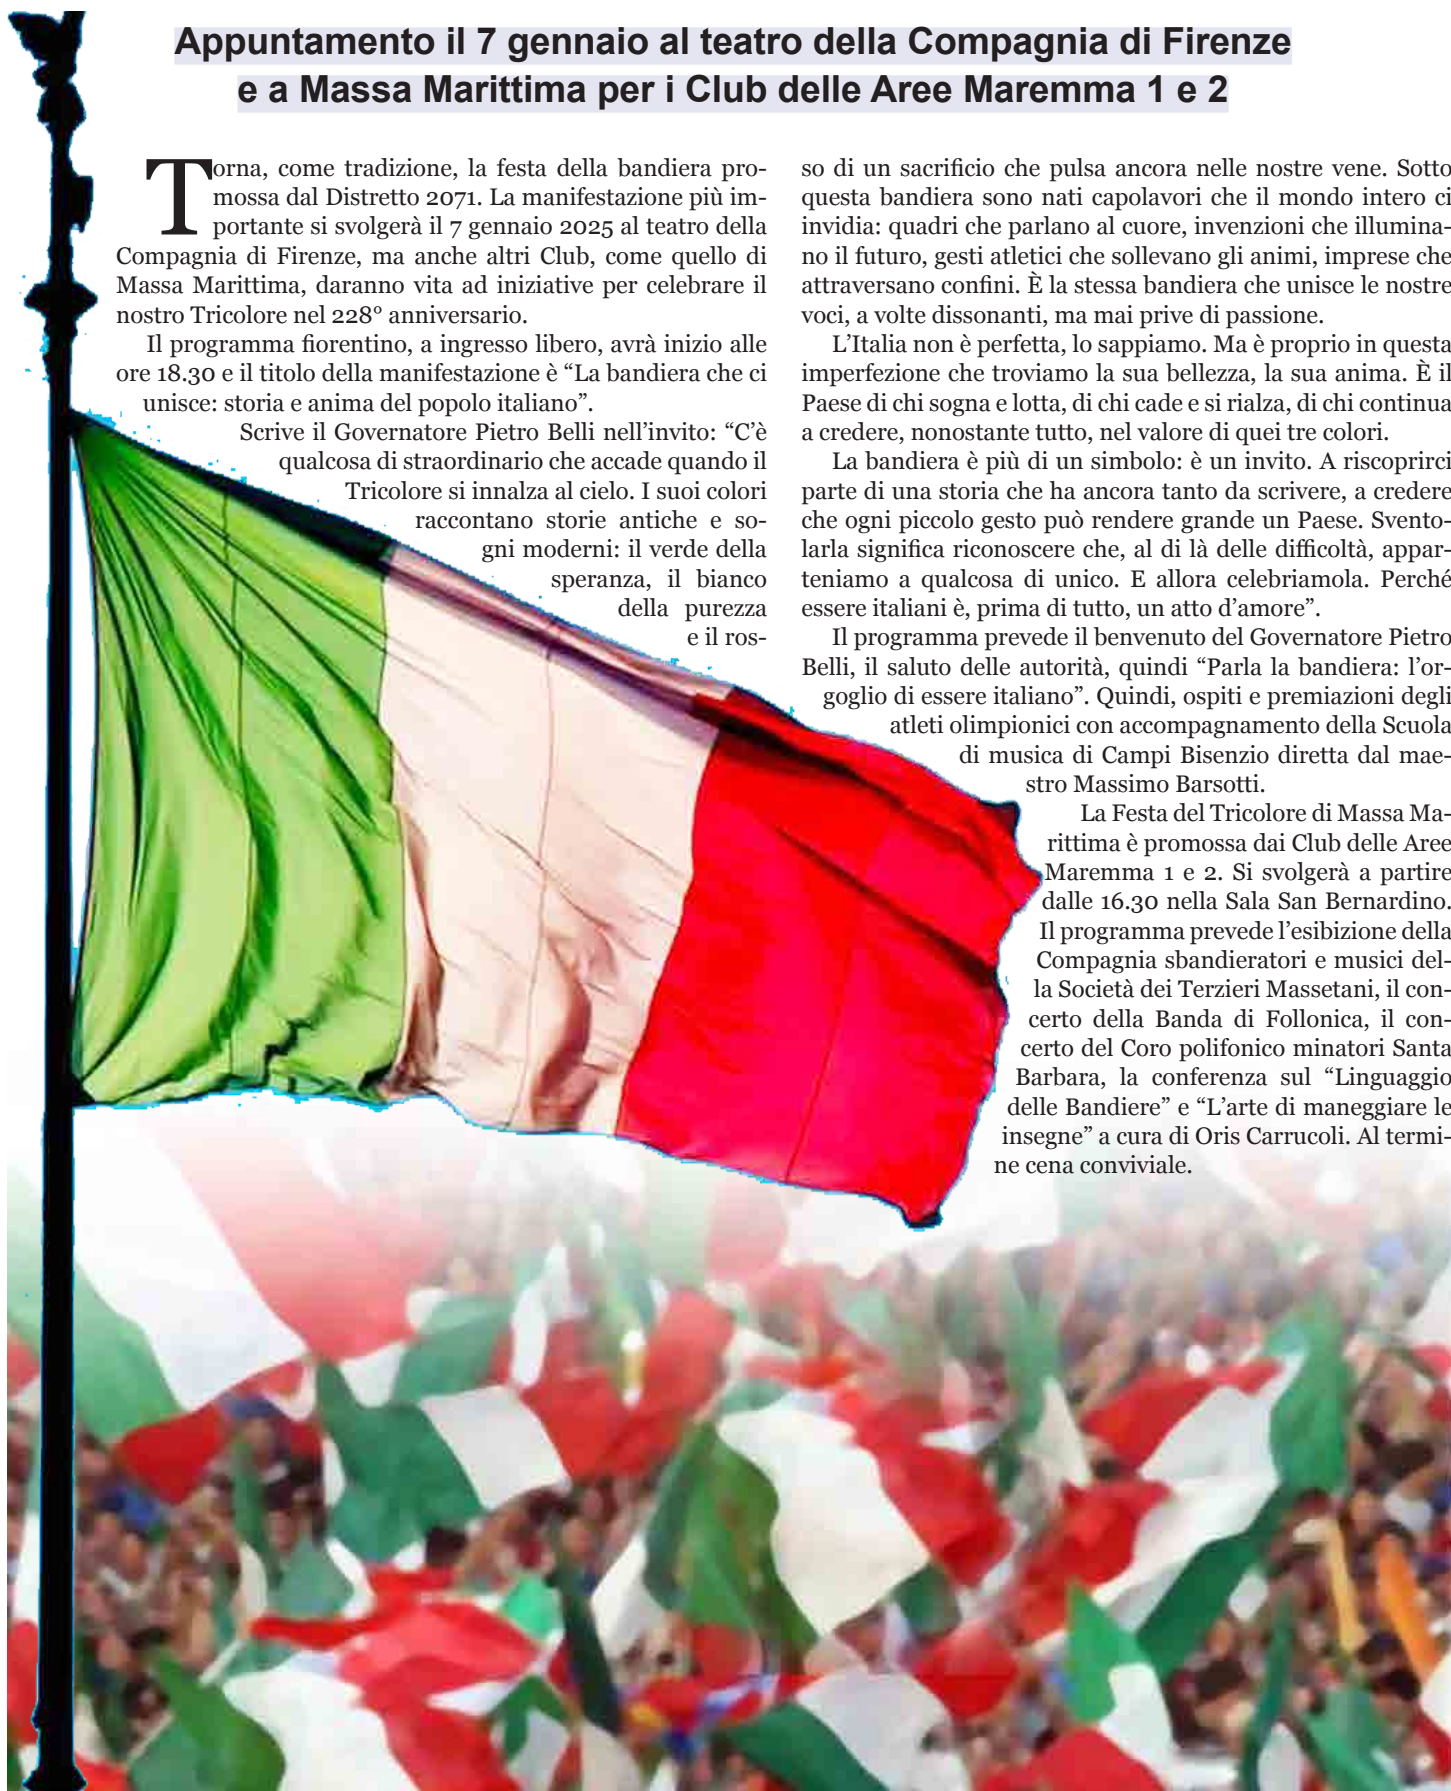 Appuntamento il 7 gennaio al teatro della Compagnia di Firenze
e a Massa Marittima per i Club delle Aree Maremma 1 e 2
Torna, come tradizione, la festa della bandiera pro-
mossa dal Distretto 2071. La manifestazione più im-
portante si svolgerà il 7 gennaio 2025 al teatro della
Compagnia di Firenze, ma anche altri Club, come quello di
Massa Marittima, daranno vita ad iniziative per celebrare il
nostro Tricolore nel 228° anniversario.
Il programma fiorentino, a ingresso libero, avrà inizio alle
ore 18.30 e il titolo della manifestazione è “La bandiera che ci
unisce: storia e anima del popolo italiano”.
Scrive il Governatore Pietro Belli nell’invito: “C’è
qualcosa di straordinario che accade quando il
Tricolore si innalza al cielo. I suoi colori
raccontano storie antiche e so-
gni moderni: il verde della
speranza, il bianco
della purezza
e il ros-
so di un sacrificio che pulsa ancora nelle nostre vene. Sotto
questa bandiera sono nati capolavori che il mondo intero ci
invidia: quadri che parlano al cuore, invenzioni che illumina-
no il futuro, gesti atletici che sollevano gli animi, imprese che
attraversano confini. È la stessa bandiera che unisce le nostre
voci, a volte dissonanti, ma mai prive di passione.
L’Italia non è perfetta, lo sappiamo. Ma è proprio in questa
imperfezione che troviamo la sua bellezza, la sua anima. È il
Paese di chi sogna e lotta, di chi cade e si rialza, di chi continua
a credere, nonostante tutto, nel valore di quei tre colori.
La bandiera è più di un simbolo: è un invito. A riscoprirci
parte di una storia che ha ancora tanto da scrivere, a credere
che ogni piccolo gesto può rendere grande un Paese. Svento-
larla significa riconoscere che, al di là delle difficoltà, appar-
teniamo a qualcosa di unico. E allora celebriamola. Perché
essere italiani è, prima di tutto, un atto d’amore”.
Il programma prevede il benvenuto del Governatore Pietro
Belli, il saluto delle autorità, quindi “Parla la bandiera: l’or-
goglio di essere italiano”. Quindi, ospiti e premiazioni degli
atleti olimpionici con accompagnamento della Scuola
di musica di Campi Bisenzio diretta dal mae-
stro Massimo Barsotti.
La Festa del Tricolore di Massa Ma-
rittima è promossa dai Club delle Aree
Maremma 1 e 2. Si svolgerà a partire
dalle 16.30 nella Sala San Bernardino.
Il programma prevede l’esibizione della
Compagnia sbandieratori e musici del-
la Società dei Terzieri Massetani, il con-
certo della Banda di Follonica, il con-
certo del Coro polifonico minatori Santa
Barbara, la conferenza sul “Linguaggio
delle Bandiere” e “L’arte di maneggiare le
insegne” a cura di Oris Carrucoli. Al termi-
ne cena conviviale.